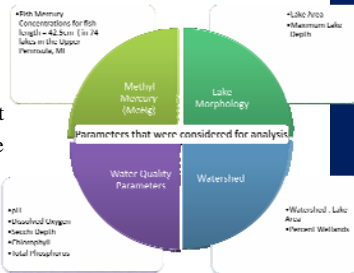 •Fish Mercury
Concentrations for fish
length = 42.5cm ( in 74
lakes in the Upper
Peninsula, MI
•Lake Area
•Maximum Lake
Depth
Methyl
Mercury
(MeHg)
Lake
Morphology
Parameters that were considered for analysis
Water Quality
Parameters
Watershed
•pH
•Dissolved Oxygen
•Secchi Depth
•Chlorophyll
•Total Phosphorus
•Watershed . Lake
Area
•Percent Wetlands